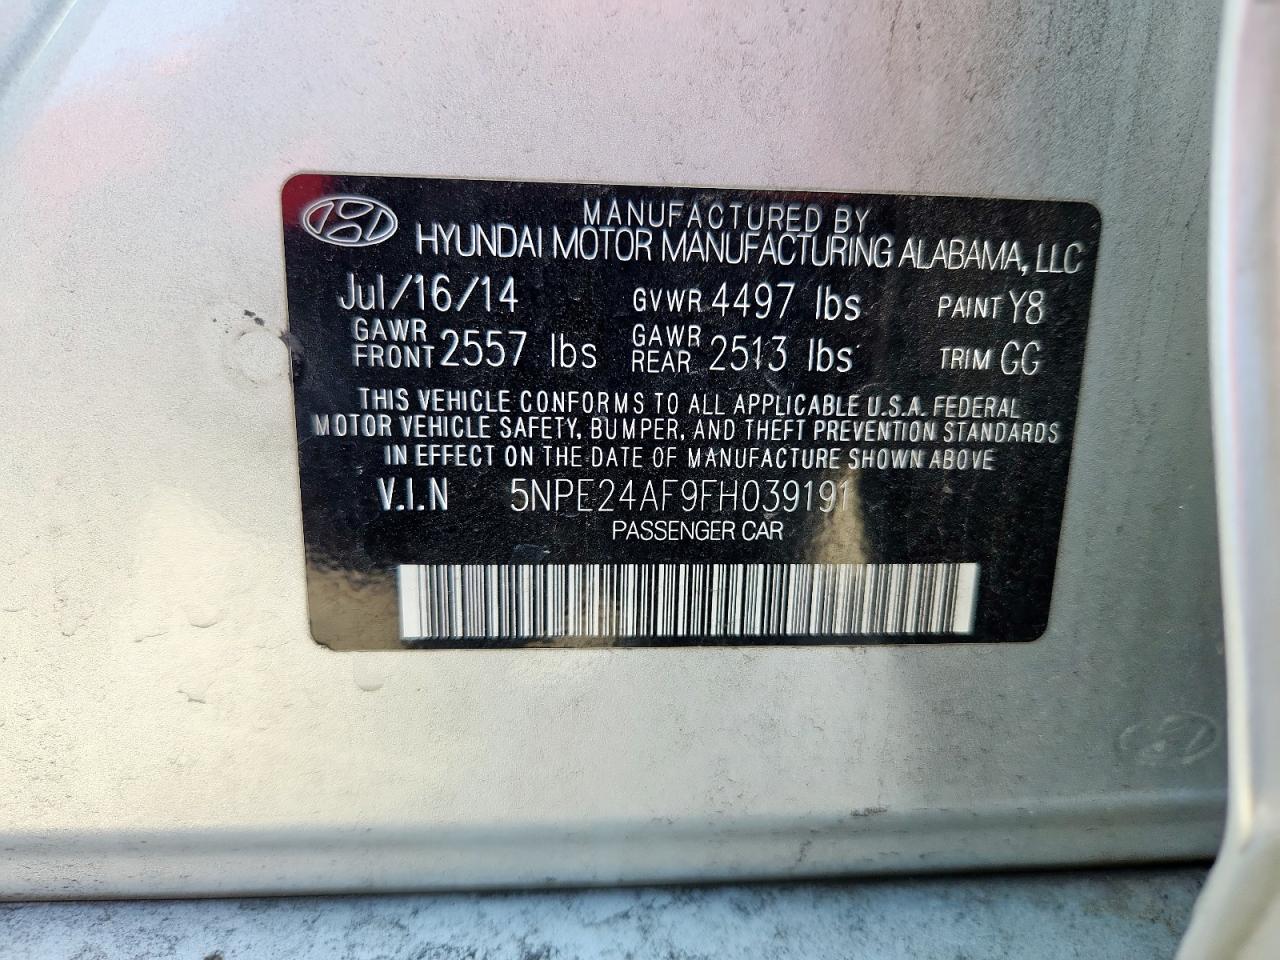 MANUFACTURED BY
HYUNDAI MOTOR MANUFACTURING ALABAMA, LLC
Jul/16/14 GVWR 4497 lbs PAINT Y8
GAWR FRONT 2557 lbs GAWR REAR 2513 lbs TRIM GG
THIS VEHICLE CONFORMS TO ALL APPLICABLE U.S.A. FEDERAL
MOTOR VEHICLE SAFETY, BUMPER, AND THEFT PREVENTION STANDARDS
IN EFFECT ON THE DATE OF MANUFACTURE SHOWN ABOVE
V.I.N 5NPE24AF9FH039191
PASSENGER CAR